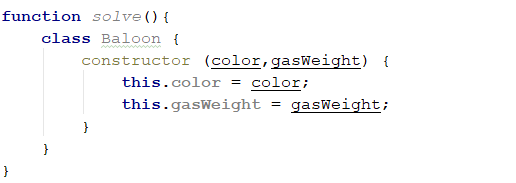 function solve(){
class Baloon {
constructor (color,gasWeight) {
this.color = color;
this.gasWeight = gasWeight;
}
}
}